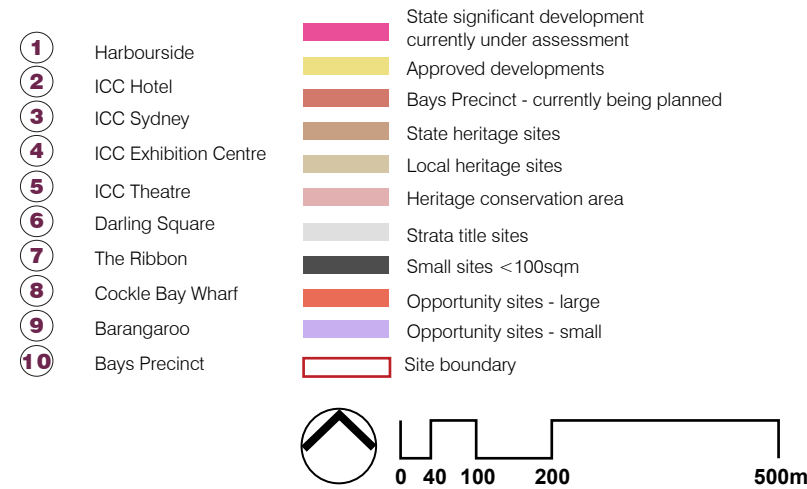 1 Harbourside
2 ICC Hotel
3 ICC Sydney
4 ICC Exhibition Centre
5 ICC Theatre
6 Darling Square
7 The Ribbon
8 Cockle Bay Wharf
9 Barangaroo
10 Bays Precinct
State significant development
currently under assessment
Approved developments
Bays Precinct - currently being planned
State heritage sites
Local heritage sites
Heritage conservation area
Strata title sites
Small sites <100sqm
Opportunity sites - large
Opportunity sites - small
Site boundary
0 40 100 200 500m